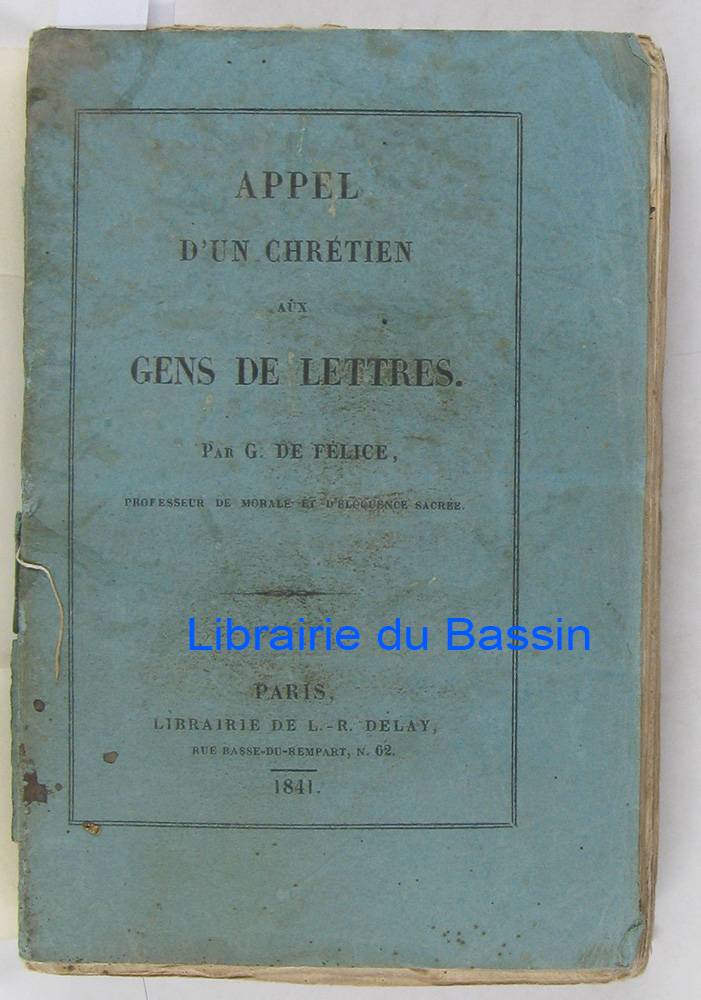 APPEL
D'UN CHRÉTIEN
AUX
GENS DE LETTRES.
PAR G. DE FÉLICE,
PROFESSEUR DE MORALE ET D'ÉLOQUENCE SACRÉE.
Librairie du Bassin
PARIS,
LIBRAIRIE DE L.-R. DELAY,
RUE BASSE-DU-REMPART, N. 62.
1841.